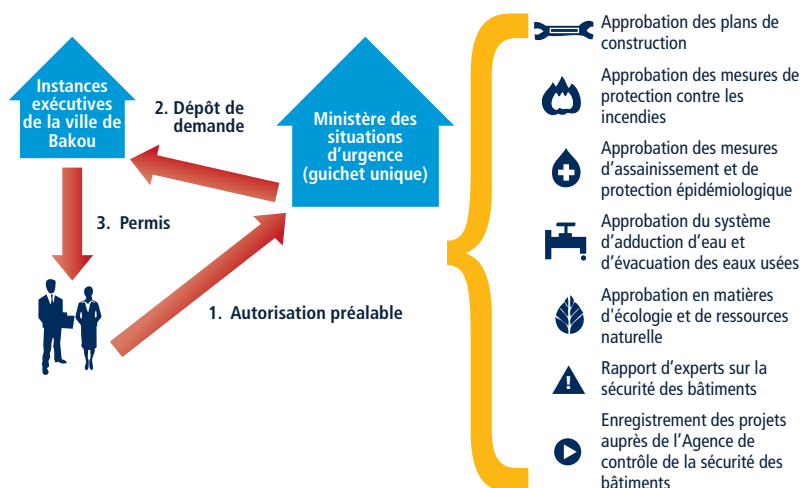 Instances
exécutives
de la ville de
Bakou
2. Dépôt de
demande
Ministère des
situations
d'urgence
(guichet unique)
3. Permis
1. Autorisation préalable
Approbation des plans de
construction
Approbation des mesures de
protection contre les
incendies
Approbation des mesures
d'assainissement et de
protection épidémiologique
Approbation du système
d'adduction d'eau et
d'évacuation des eaux usées
Approbation en matières
d'écologie et de ressources
naturelle
Rapport d'experts sur la
sécurité des bâtiments
Enregistrement des projets
auprès de l'Agence de
contrôle de la sécurité des
bâtiments